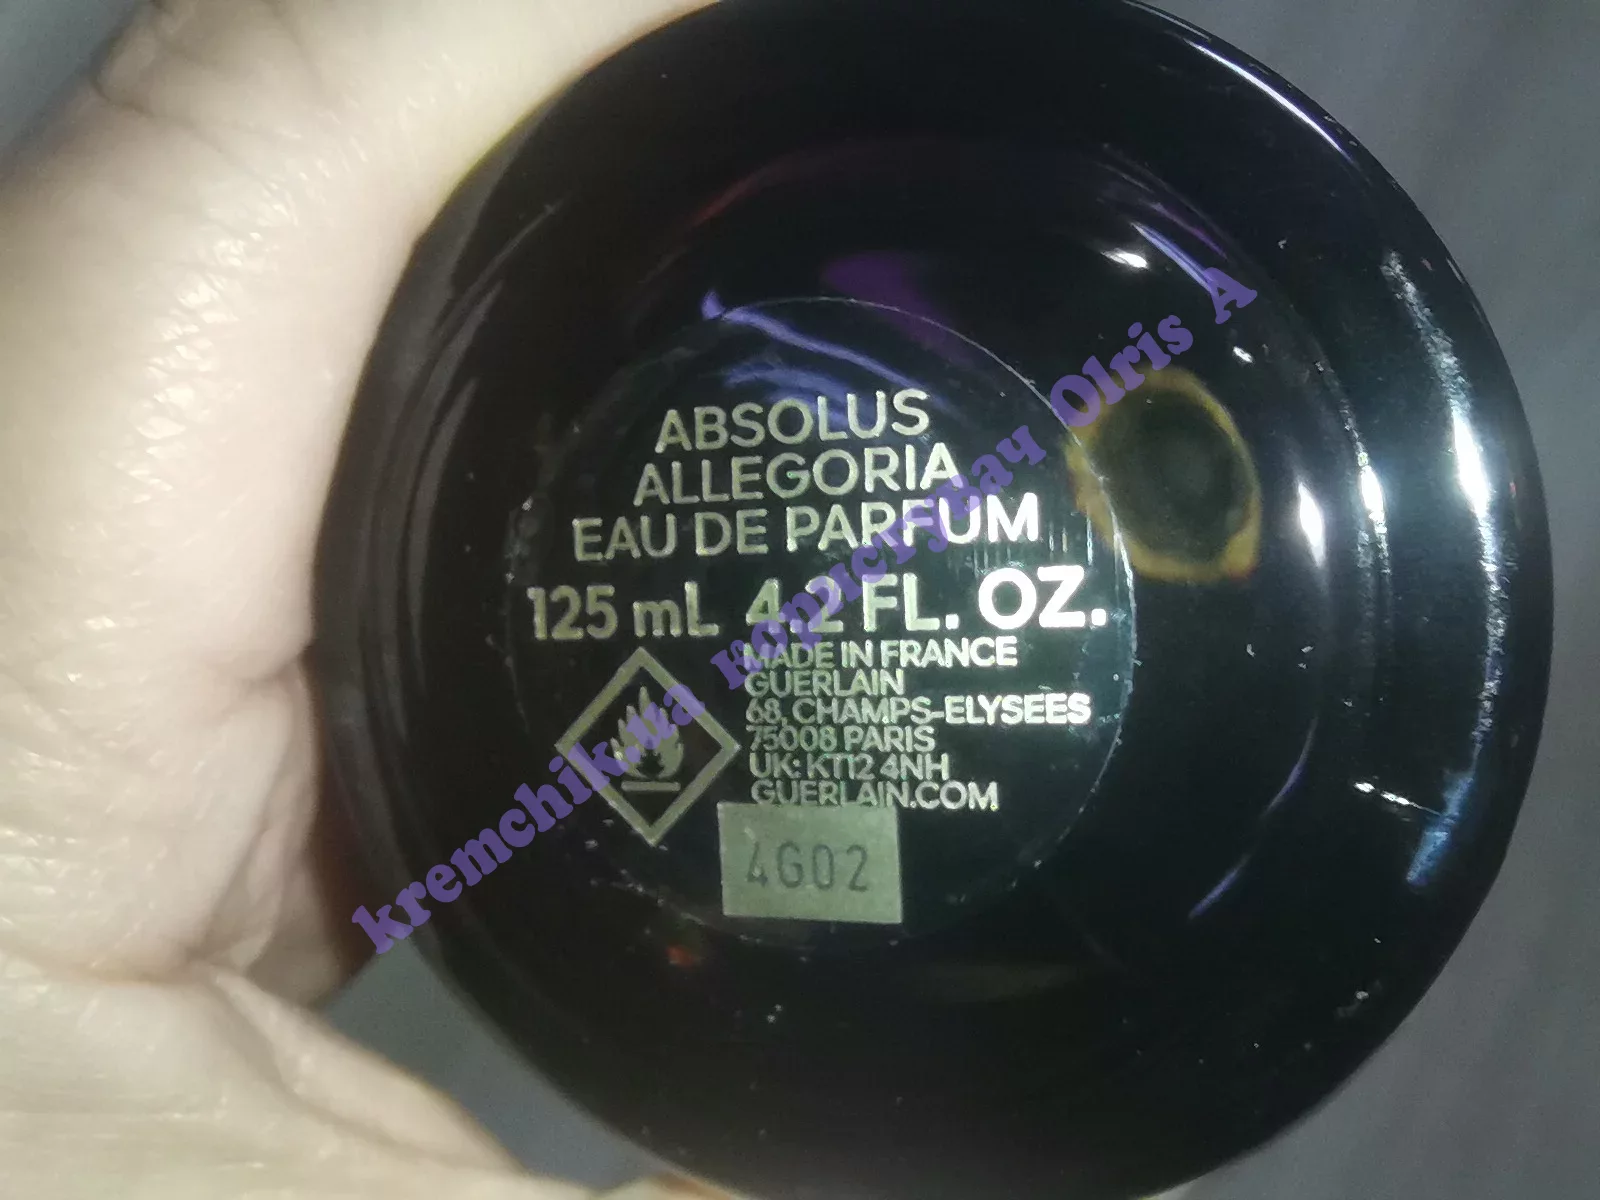 ABSOLUS
ALLEGORIA
EAU DE PARFUM
125 mL 4.2 FL. OZ.
MADE IN FRANCE
GUERLAIN
68, CHAMPS-ELYSEES
75008 PARIS
UK: KT12 4NH
GUERLAIN.COM
4G02
kremchik.ua користувач Olris A